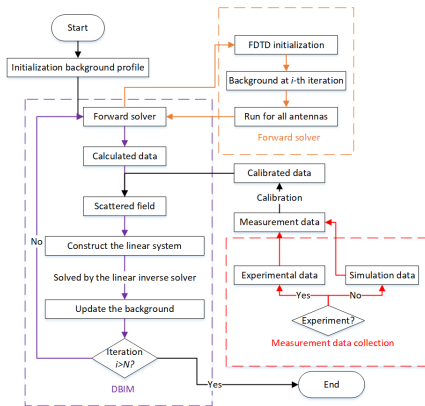 Start
Initialization background profile
FDTD initialization
Background at i-th iteration
Run for all antennas
Forward solver
Forward solver
Calculated data
Scattered field
Construct the linear system
Solved by the linear inverse solver
Update the background
Iteration
i>N?
No
Yes
DBIM
Calibrated data
Calibration
Measurement data
Experimental data
Simulation data
Yes
No
Experiment?
Measurement data collection
End